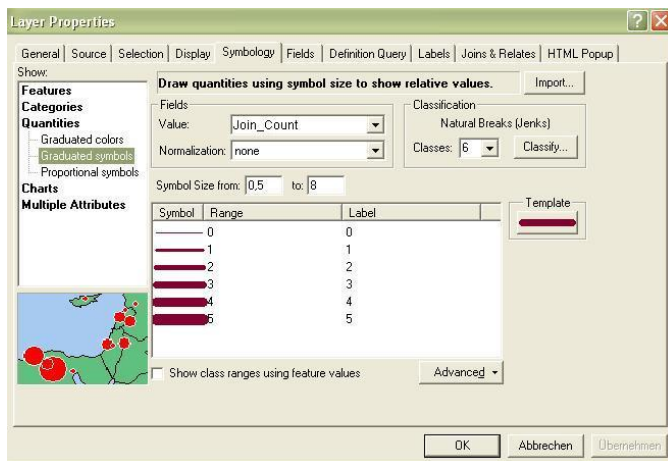 Layer Properties
General Source Selection Display Symbology Fields Definition Query Labels Joins & Relates HTML Popup
Show:
Features
Categories
Quantities
Graduated colors
Graduated symbols
Proportional symbols
Charts
Multiple Attributes
Draw quantities using symbol size to show relative values.
Import...
Fields
Value: Join_Count
Normalization: none
Classification
Natural Breaks (Jenks)
Classes: 6 Classify...
Symbol Size from: 0,5 to: 8
Symbol Range Label
0 0
1 1
2 2
3 3
4 4
5 5
Template
Show class ranges using feature values
Advanced
OK Abbrechen Übernehmen